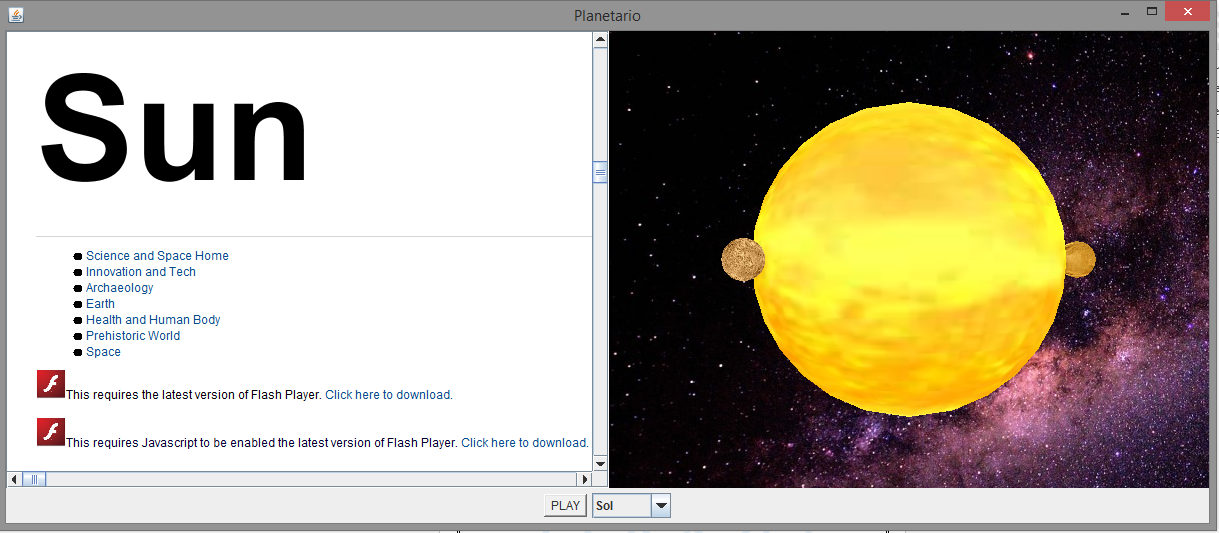 Planetario
Sun
Science and Space Home
Innovation and Tech
Archaeology
Earth
Health and Human Body
Prehistoric World
Space
This requires the latest version of Flash Player. Click here to download.
This requires Javascript to be enabled the latest version of Flash Player. Click here to download.
PLAY
Sol